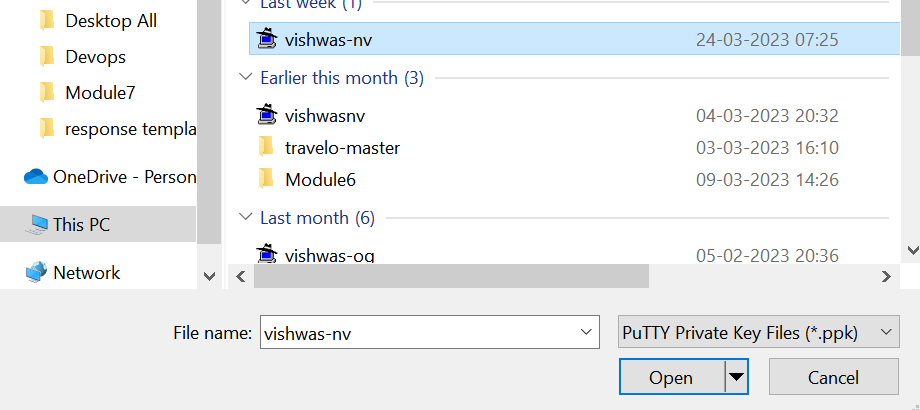 Desktop All
Devops
Module7
response templa
OneDrive - Person
This PC
Network
Last week (1)
vishwas-nv 24-03-2023 07:25
Earlier this month (3)
vishwasnv 04-03-2023 20:32
travelo-master 03-03-2023 16:10
Module6 09-03-2023 14:26
Last month (6)
vishwas-og 05-02-2023 20:36
File name: vishwas-nv PuTTY Private Key Files (*.ppk)
Open Cancel